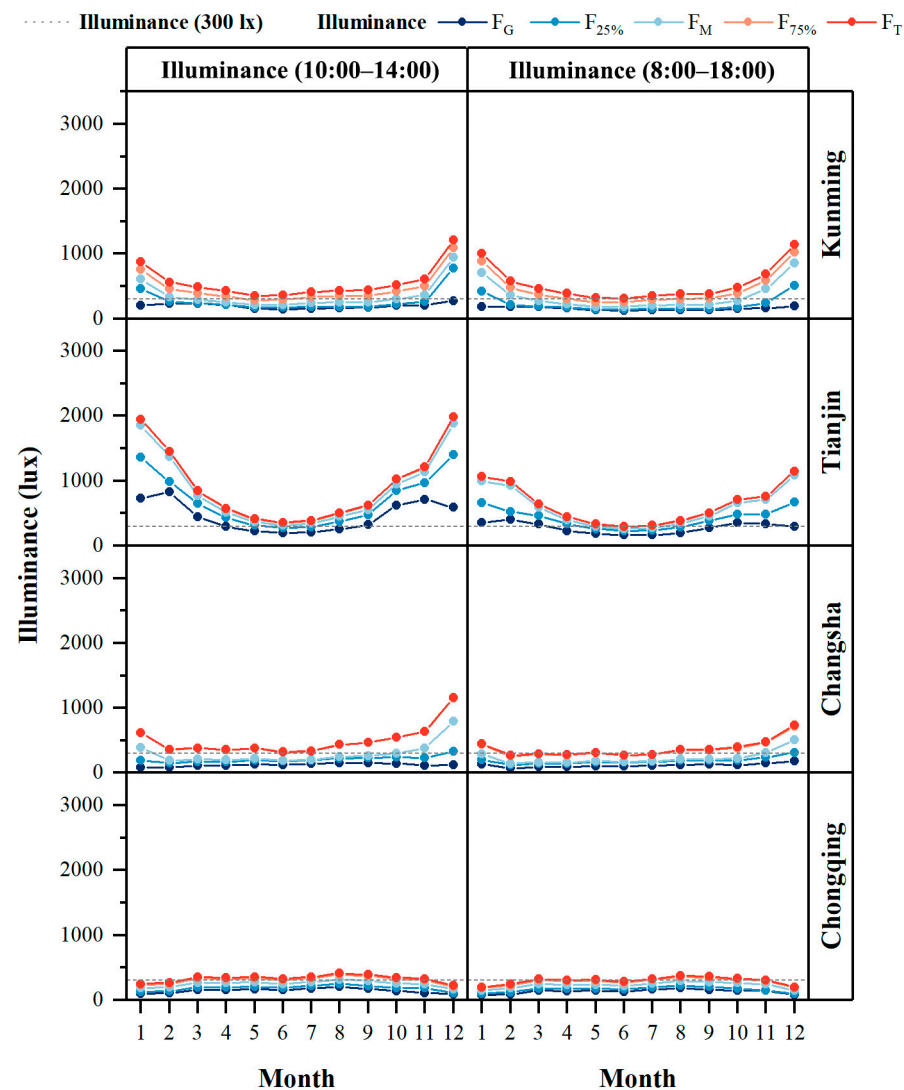 Illuminance (300 lx) Illuminance F_G F_25% F_M F_75% F_T
Illuminance (10:00–14:00) Illuminance (8:00–18:00)
Kunming
3000
2000
1000
0
Tianjin
3000
2000
1000
0
Changsha
3000
2000
1000
0
Chongqing
3000
2000
1000
0
Illuminance (lux)
1 2 3 4 5 6 7 8 9 10 11 12 1 2 3 4 5 6 7 8 9 10 11 12
Month Month